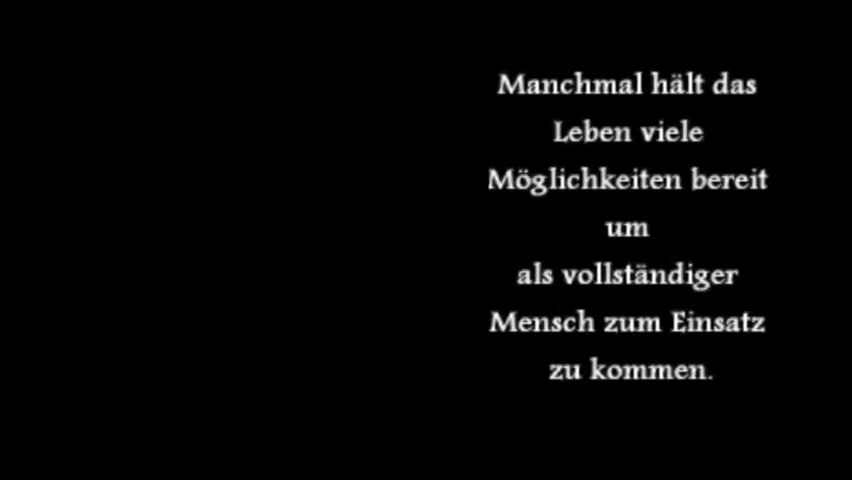 Manchmal hält das
Leben viele
Möglichkeiten bereit
um
als vollständiger
Mensch zum Einsatz
zu kommen.